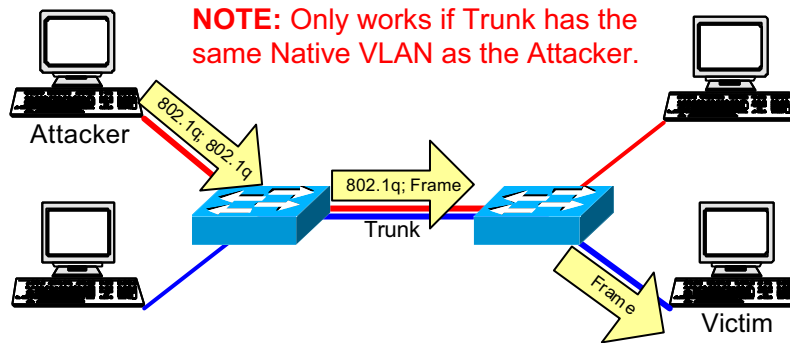 NOTE: Only works if Trunk has the
same Native VLAN as the Attacker.
Attacker
802.1q; 802.1q
802.1q; Frame
Trunk
Frame
Victim